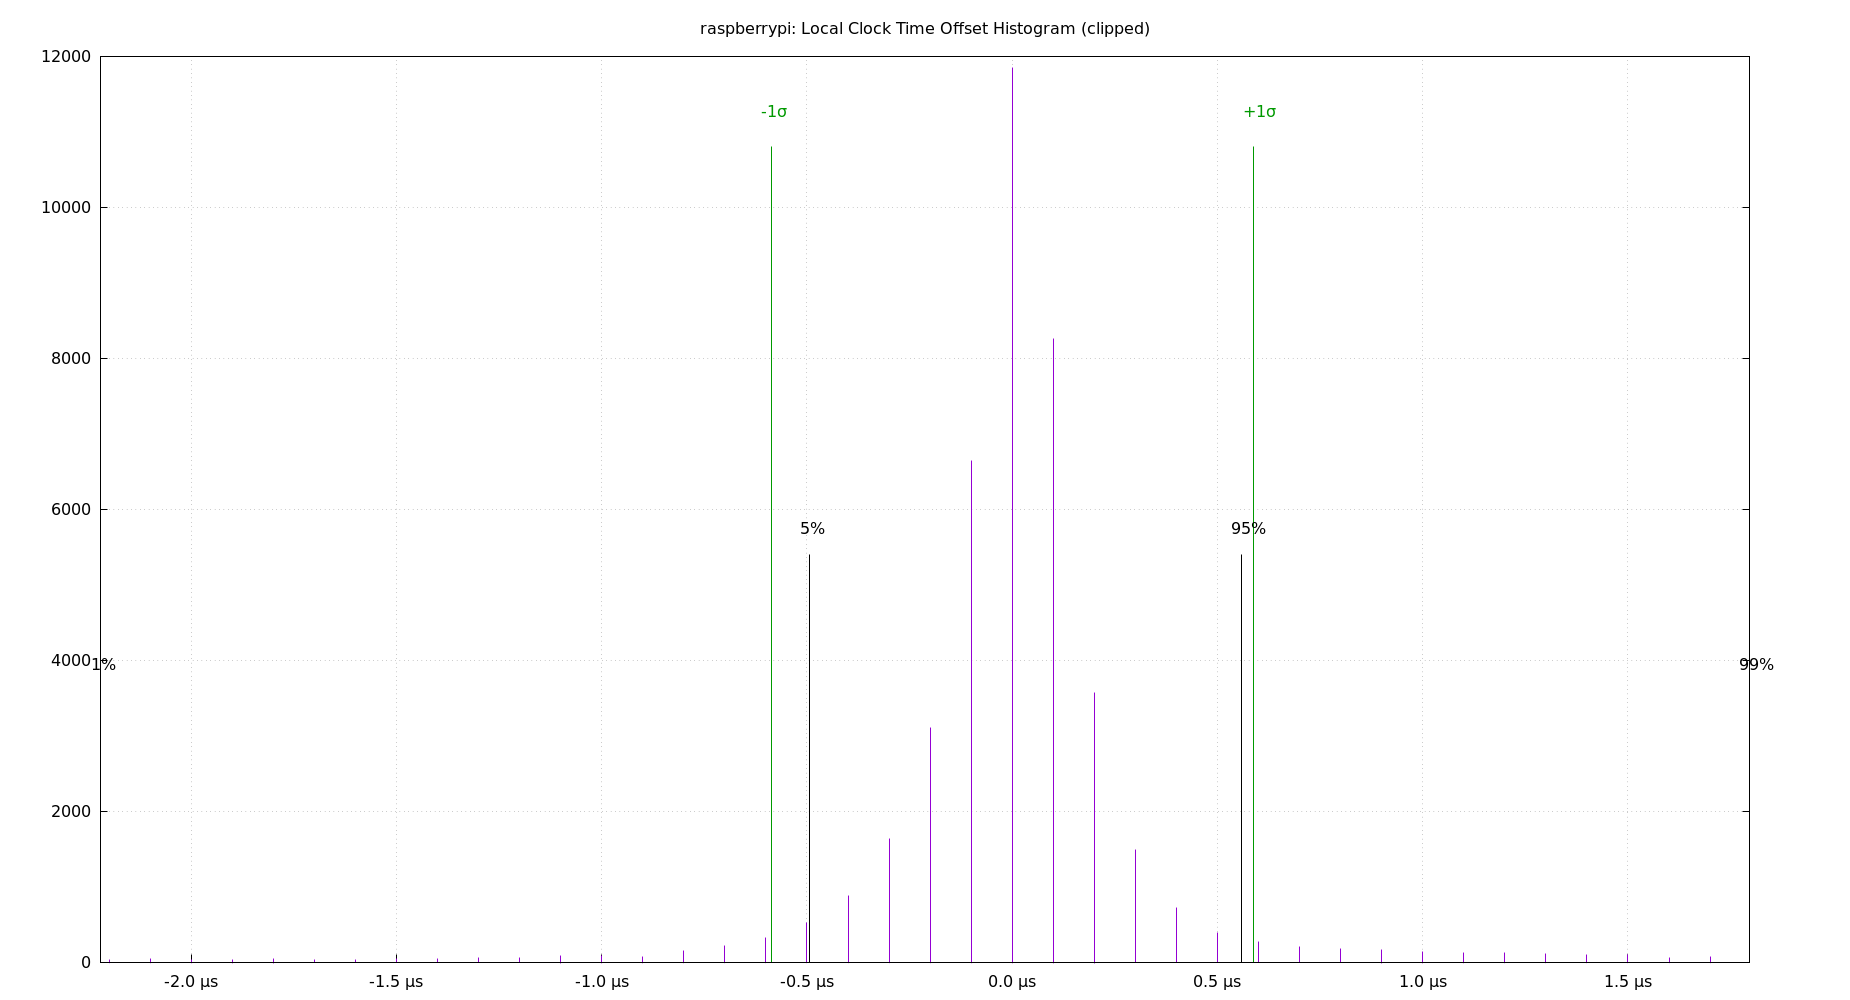 raspberrypi: Local Clock Time Offset Histogram (clipped)
12000
-1σ +1σ
10000
8000
6000
5% 95%
4000 1% 99%
2000
0
-2.0 µs -1.5 µs -1.0 µs -0.5 µs 0.0 µs 0.5 µs 1.0 µs 1.5 µs